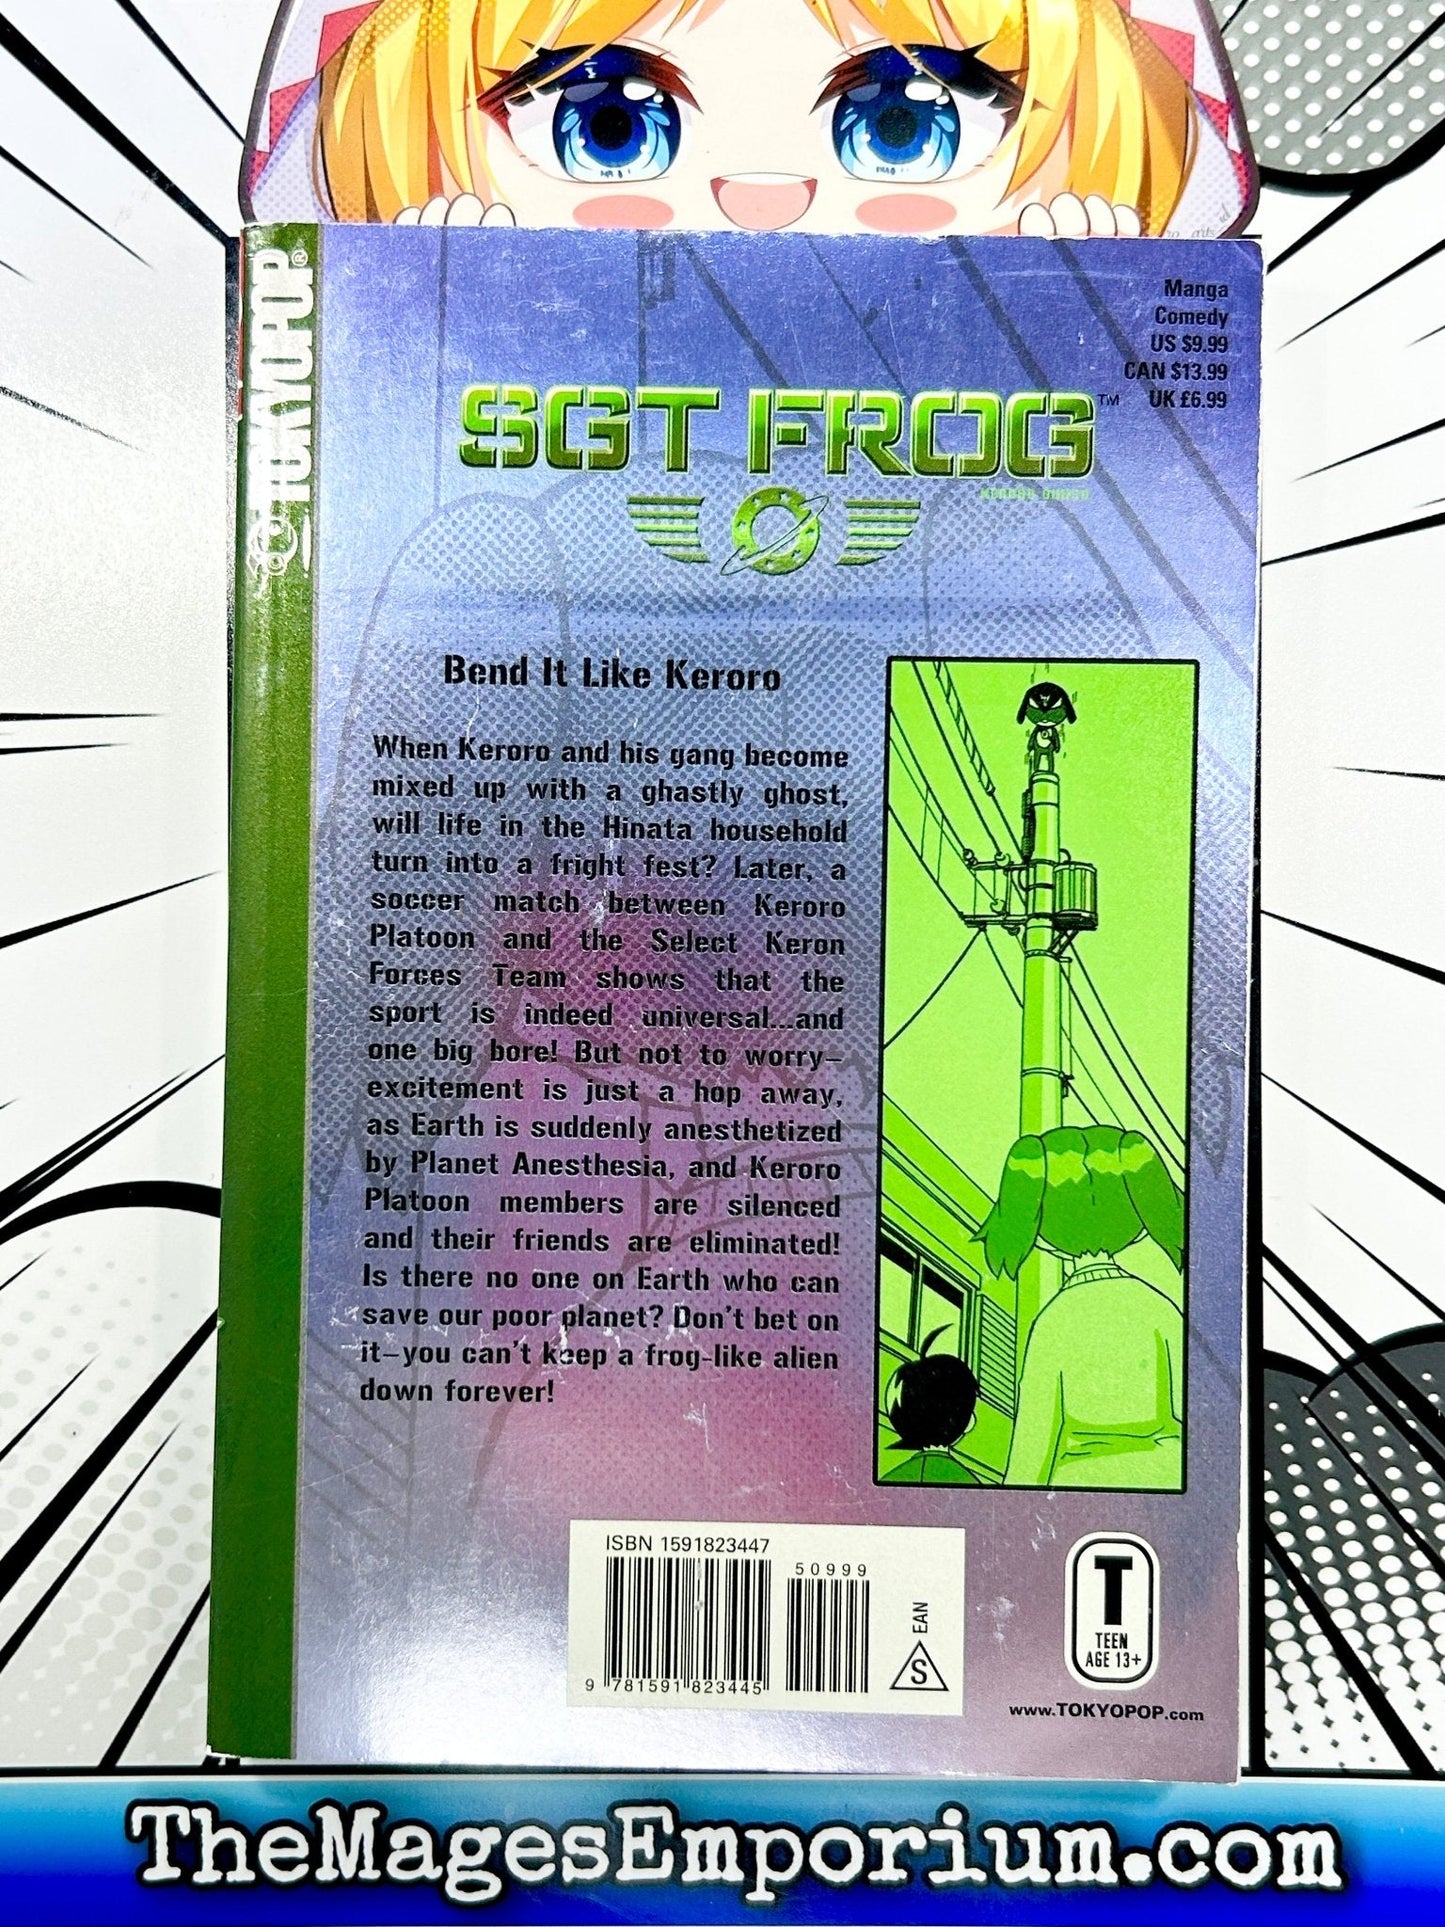 TOKYOPOP®
Manga
Comedy
US $9.99
CAN $13.99
UK £6.99
SGT FROG™
KERORO GUNSO
Bend It Like Keroro
When Keroro and his gang become
mixed up with a ghastly ghost,
will life in the Hinata household
turn into a fright fest? Later, a
soccer match between Keroro
Platoon and the Select Keron
Forces Team shows that the
sport is indeed universal...and
one big bore! But not to worry—
excitement is just a hop away,
as Earth is suddenly anesthetized
by Planet Anesthesia, and Keroro
Platoon members are silenced
and their friends are eliminated!
Is there no one on Earth who can
save our poor planet? Don't bet on
it—you can't keep a frog-like alien
down forever!
ISBN 1591823447
50999
9 781591 823445
EAN
S
T
TEEN
AGE 13+
www.TOKYOPOP.com
TheMagesEmporium.com